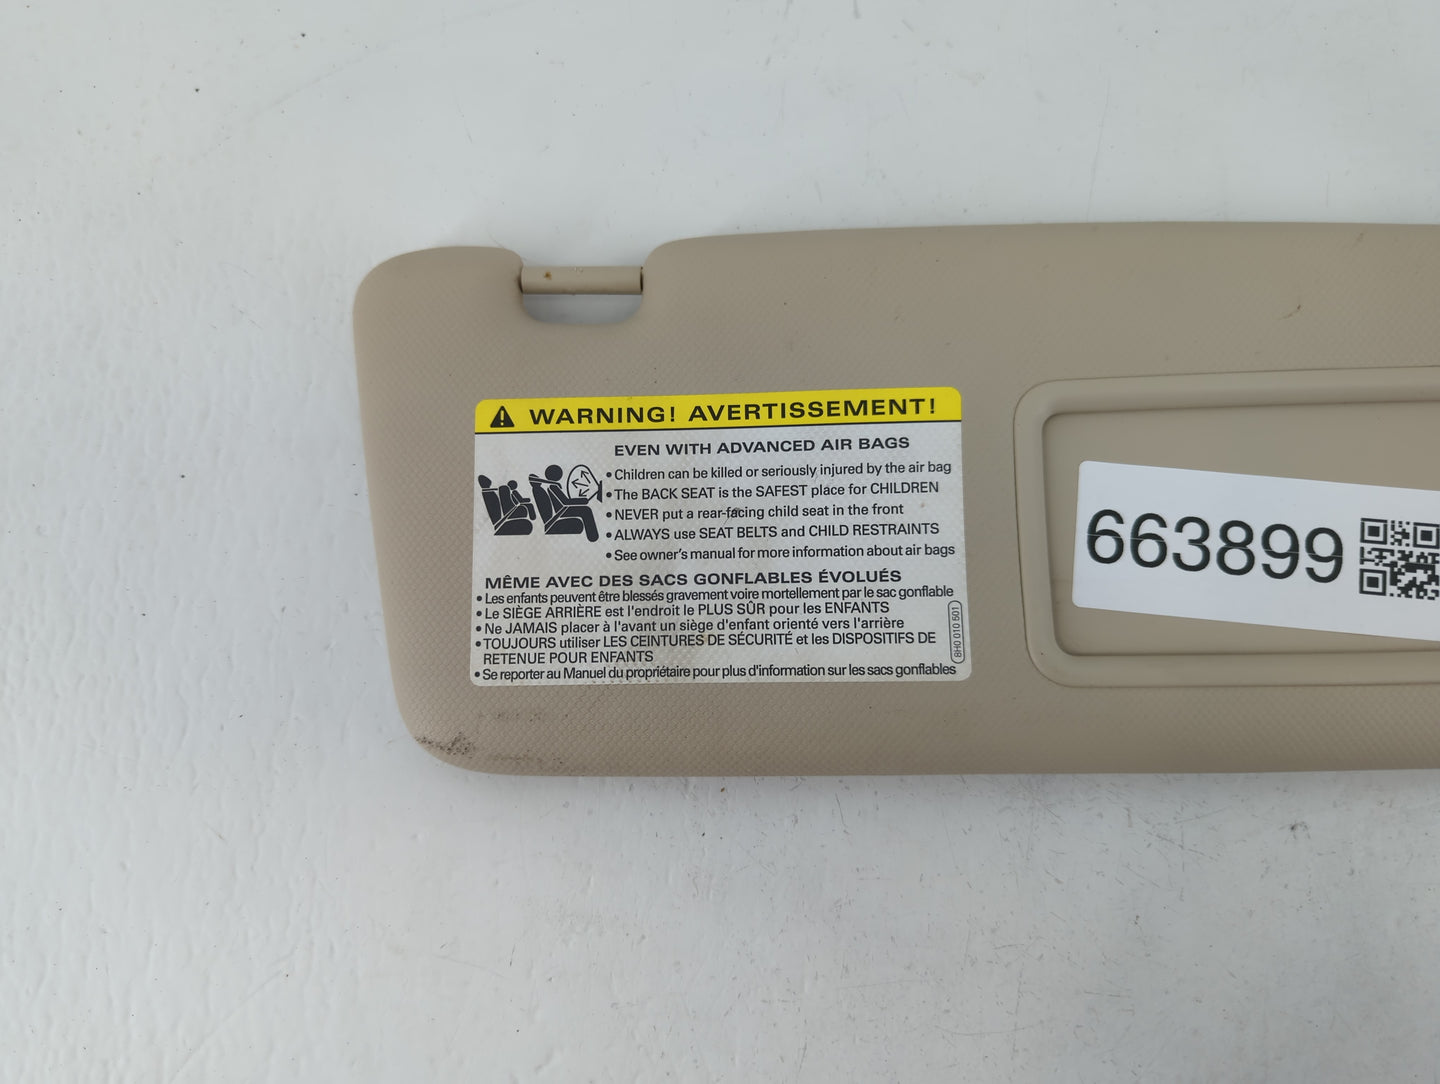 WARNING! AVERTISSEMENT!
EVEN WITH ADVANCED AIR BAGS
• Children can be killed or seriously injured by the air bag
• The BACK SEAT is the SAFEST place for CHILDREN
• NEVER put a rear-facing child seat in the front
• ALWAYS use SEAT BELTS and CHILD RESTRAINTS
• See owner's manual for more information about air bags
MÊME AVEC DES SACS GONFLABLES ÉVOLUÉS
• Les enfants peuvent être blessés gravement voire mortellement par le sac gonflable
• Le SIÈGE ARRIÈRE est l'endroit le PLUS SÛR pour les ENFANTS
• Ne JAMAIS placer à l'avant un siège d'enfant orienté vers l'arrière
• TOUJOURS utiliser LES CEINTURES DE SÉCURITÉ et les DISPOSITIFS DE
RETENUE POUR ENFANTS
• Se reporter au Manuel du propriétaire pour plus d'information sur les sacs gonflables
8H0 010 501
663899